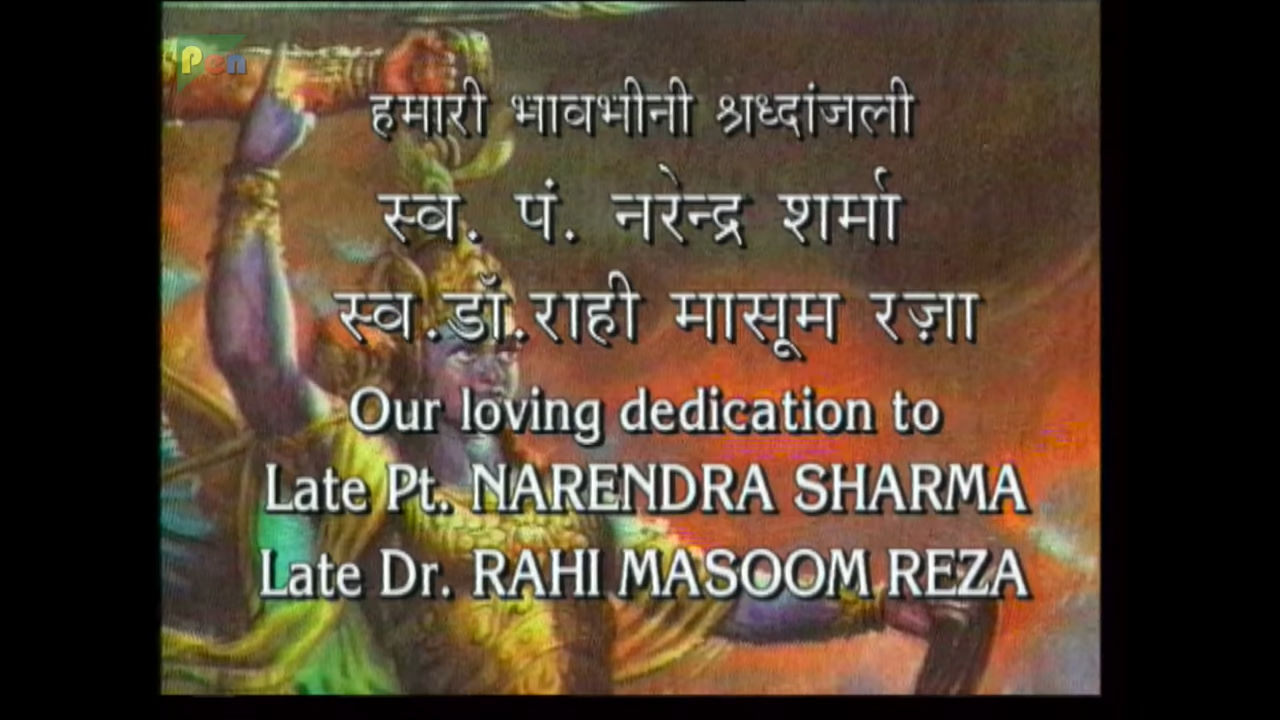 Pen
हमारी भावभीनी श्रध्दांजली
स्व. पं. नरेन्द्र शर्मा
स्व.डॉ.राही मासूम रज़ा
Our loving dedication to
Late Pt. NARENDRA SHARMA
Late Dr. RAHI MASOOM REZA